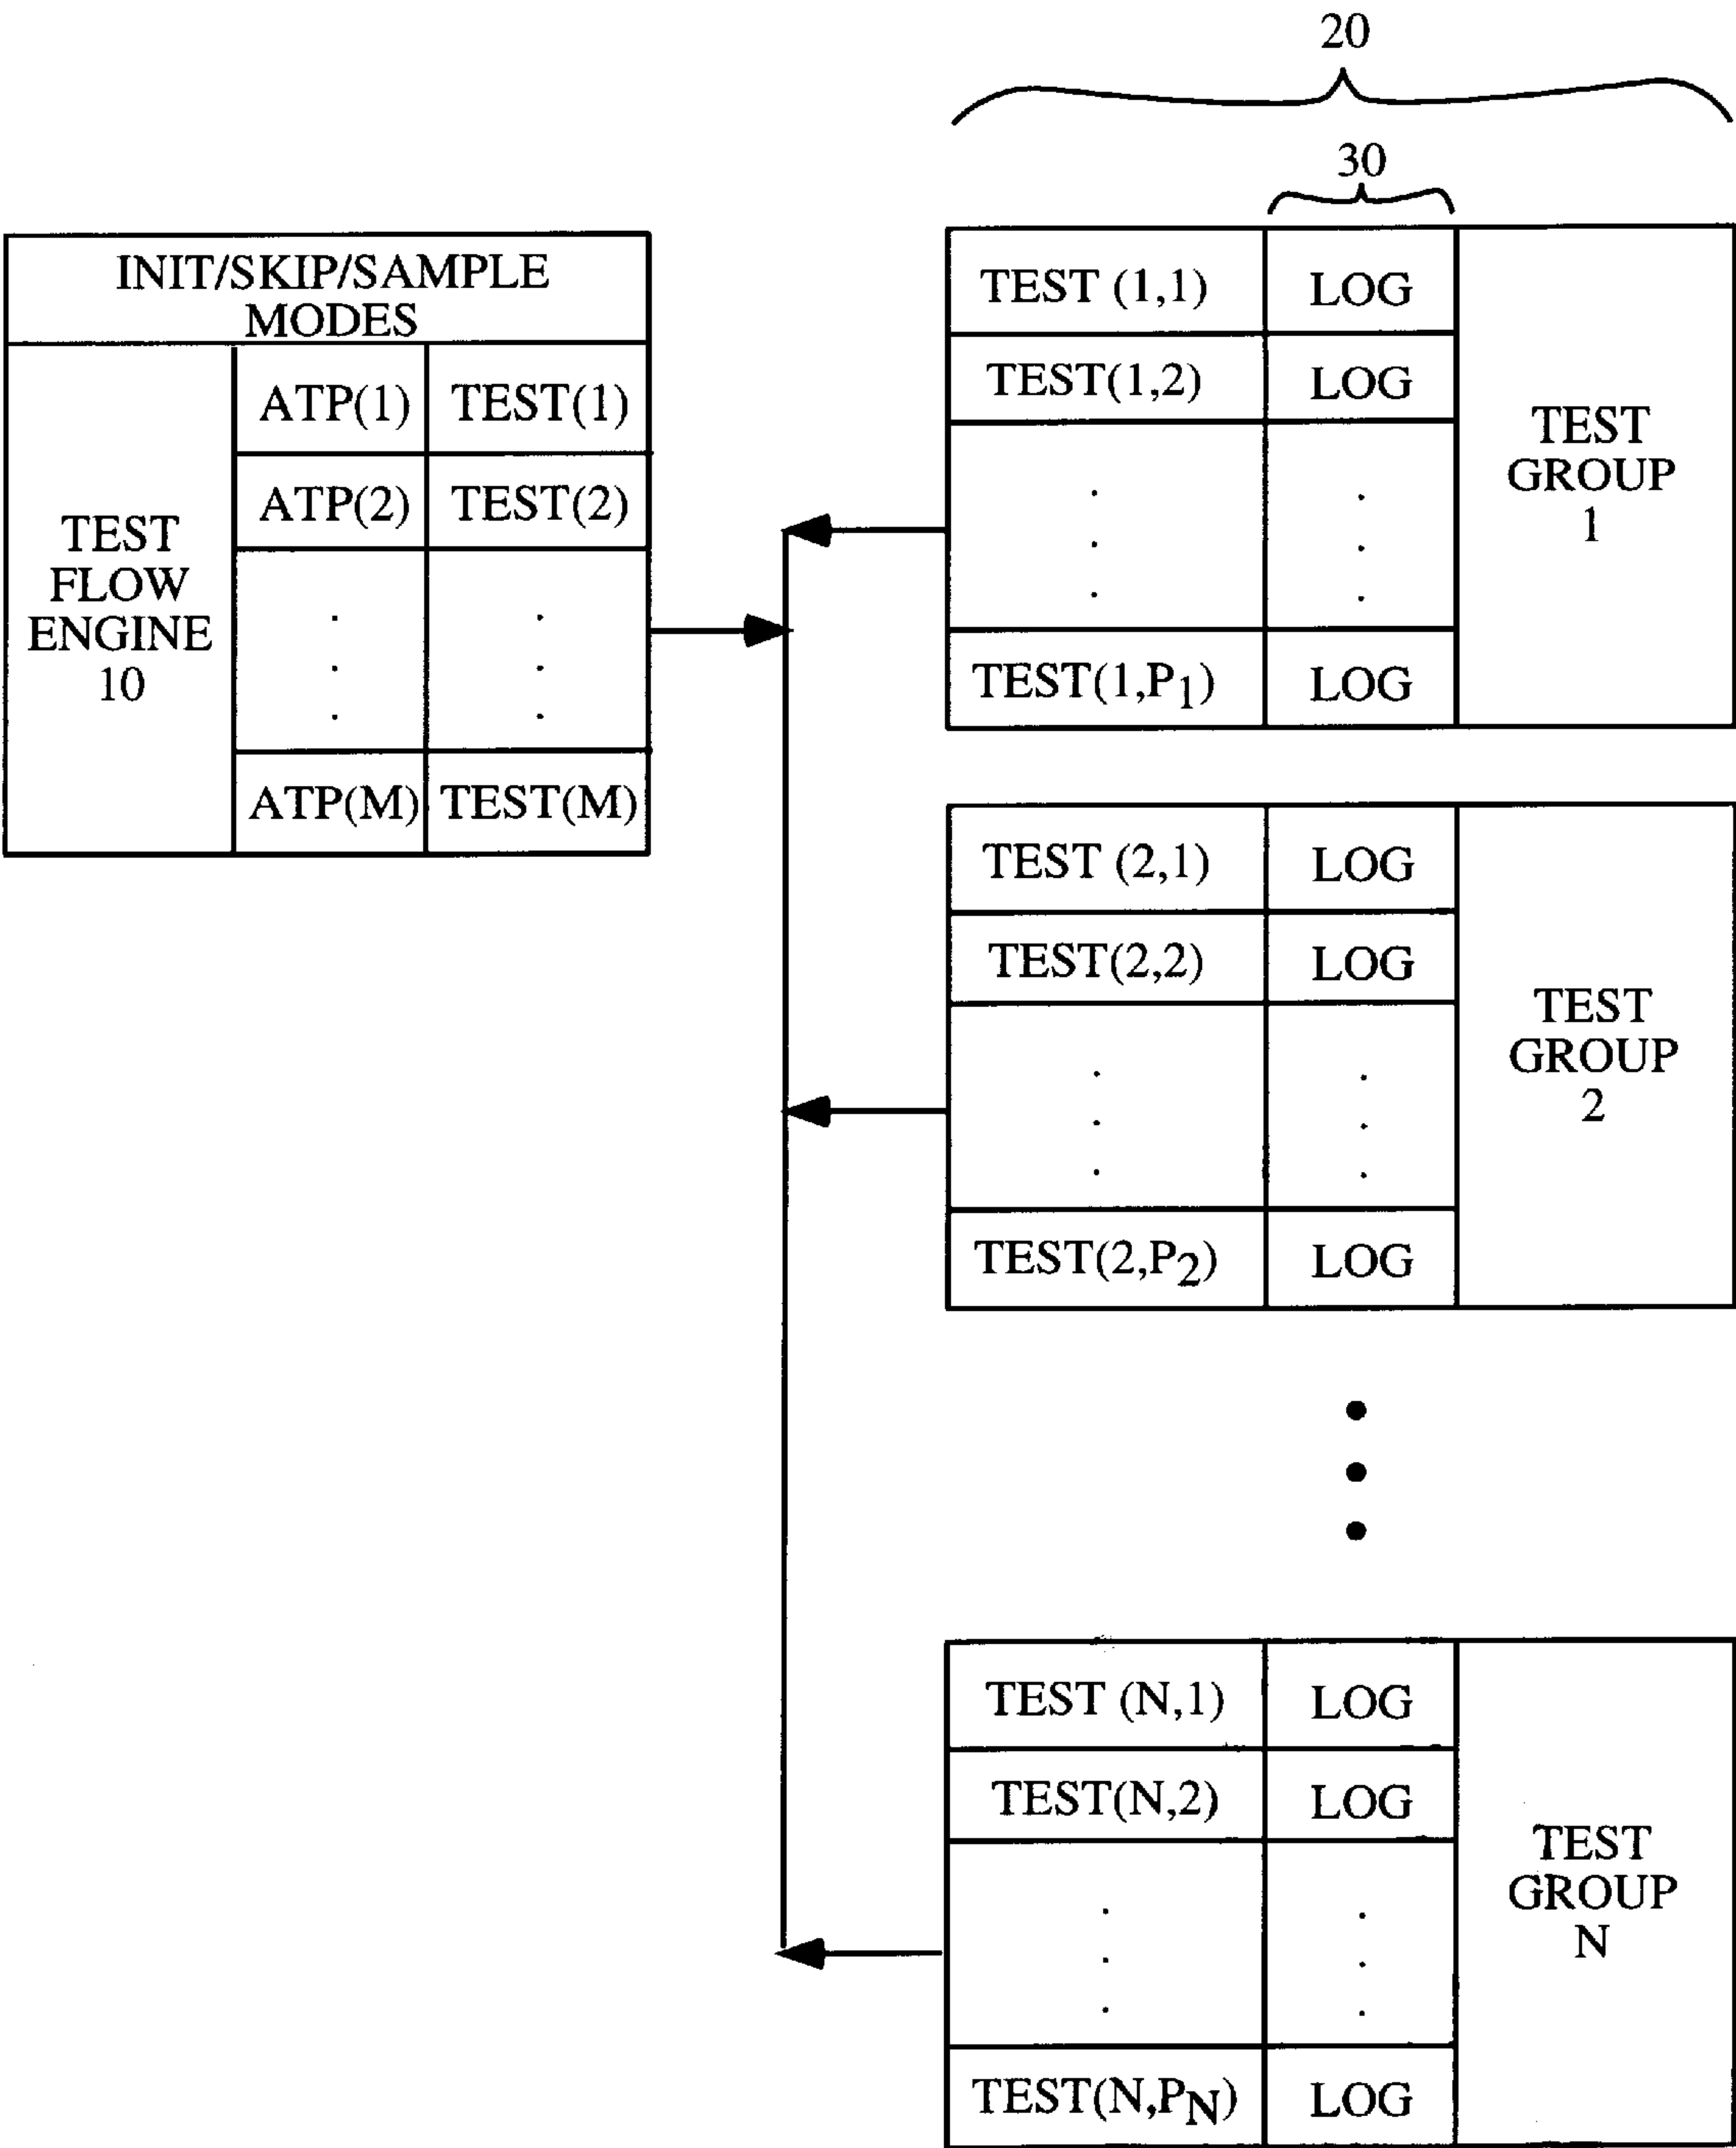 20
30
INIT/SKIP/SAMPLE
MODES
TEST
FLOW
ENGINE
10
ATP(1) TEST(1)
ATP(2) TEST(2)
ATP(M) TEST(M)
TEST (1,1) LOG
TEST(1,2) LOG
TEST(1,P1) LOG
TEST
GROUP
1
TEST (2,1) LOG
TEST(2,2) LOG
TEST(2,P2) LOG
TEST
GROUP
2
TEST (N,1) LOG
TEST(N,2) LOG
TEST(N,PN) LOG
TEST
GROUP
N